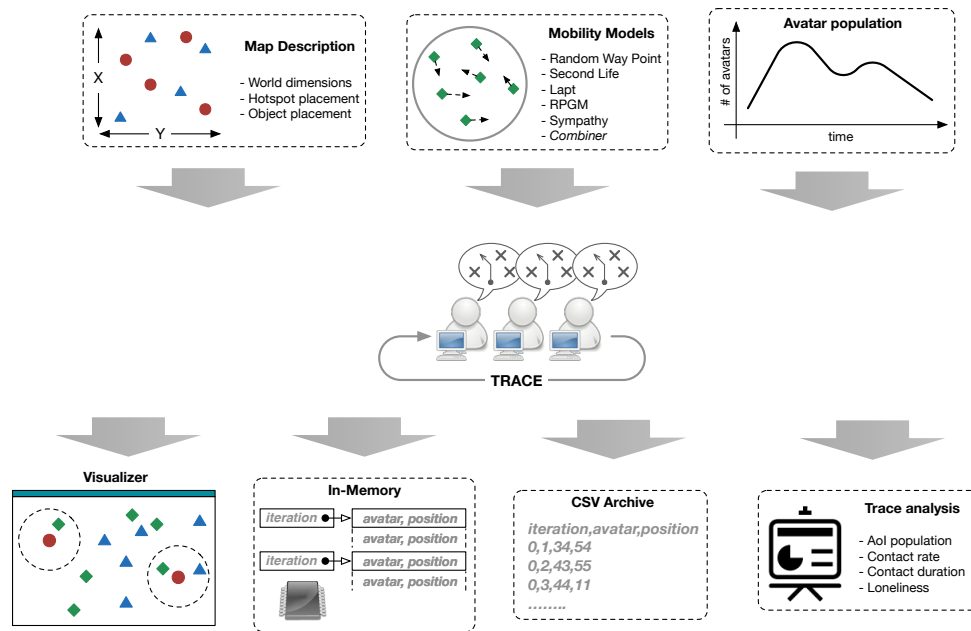 Map Description
- World dimensions
- Hotspot placement
- Object placement
X
Y
Mobility Models
- Random Way Point
- Second Life
- Lapt
- RPGM
- Sympathy
- Combiner
Avatar population
# of avatars
time
TRACE
Visualizer
In-Memory
iteration
avatar, position
avatar, position
iteration
avatar, position
avatar, position
CSV Archive
iteration,avatar,position
0,1,34,54
0,2,43,55
0,3,44,11
........
Trace analysis
- AoI population
- Contact rate
- Contact duration
- Loneliness